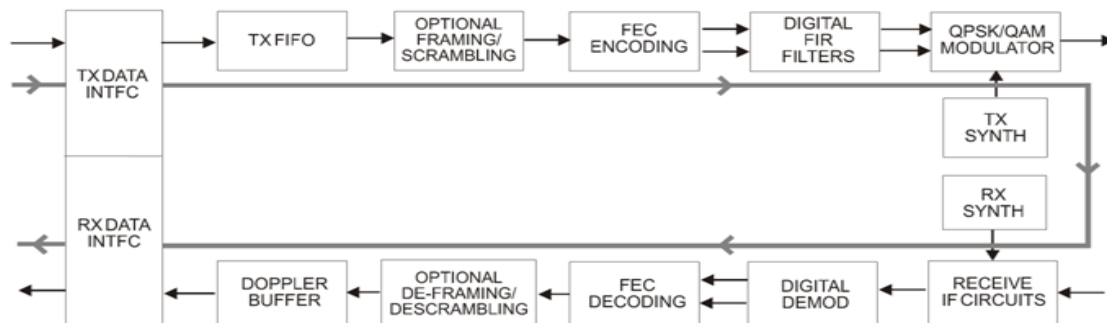 TX DATA
INTFC
TX FIFO
OPTIONAL
FRAMING/
SCRAMBLING
FEC
ENCODING
DIGITAL
FIR
FILTERS
QPSK/QAM
MODULATOR
TX
SYNTH
RX
SYNTH
RX DATA
INTFC
DOPPLER
BUFFER
OPTIONAL
DE-FRAMING/
DESCRAMBLING
FEC
DECODING
DIGITAL
DEMOD
RECEIVE
IF CIRCUITS